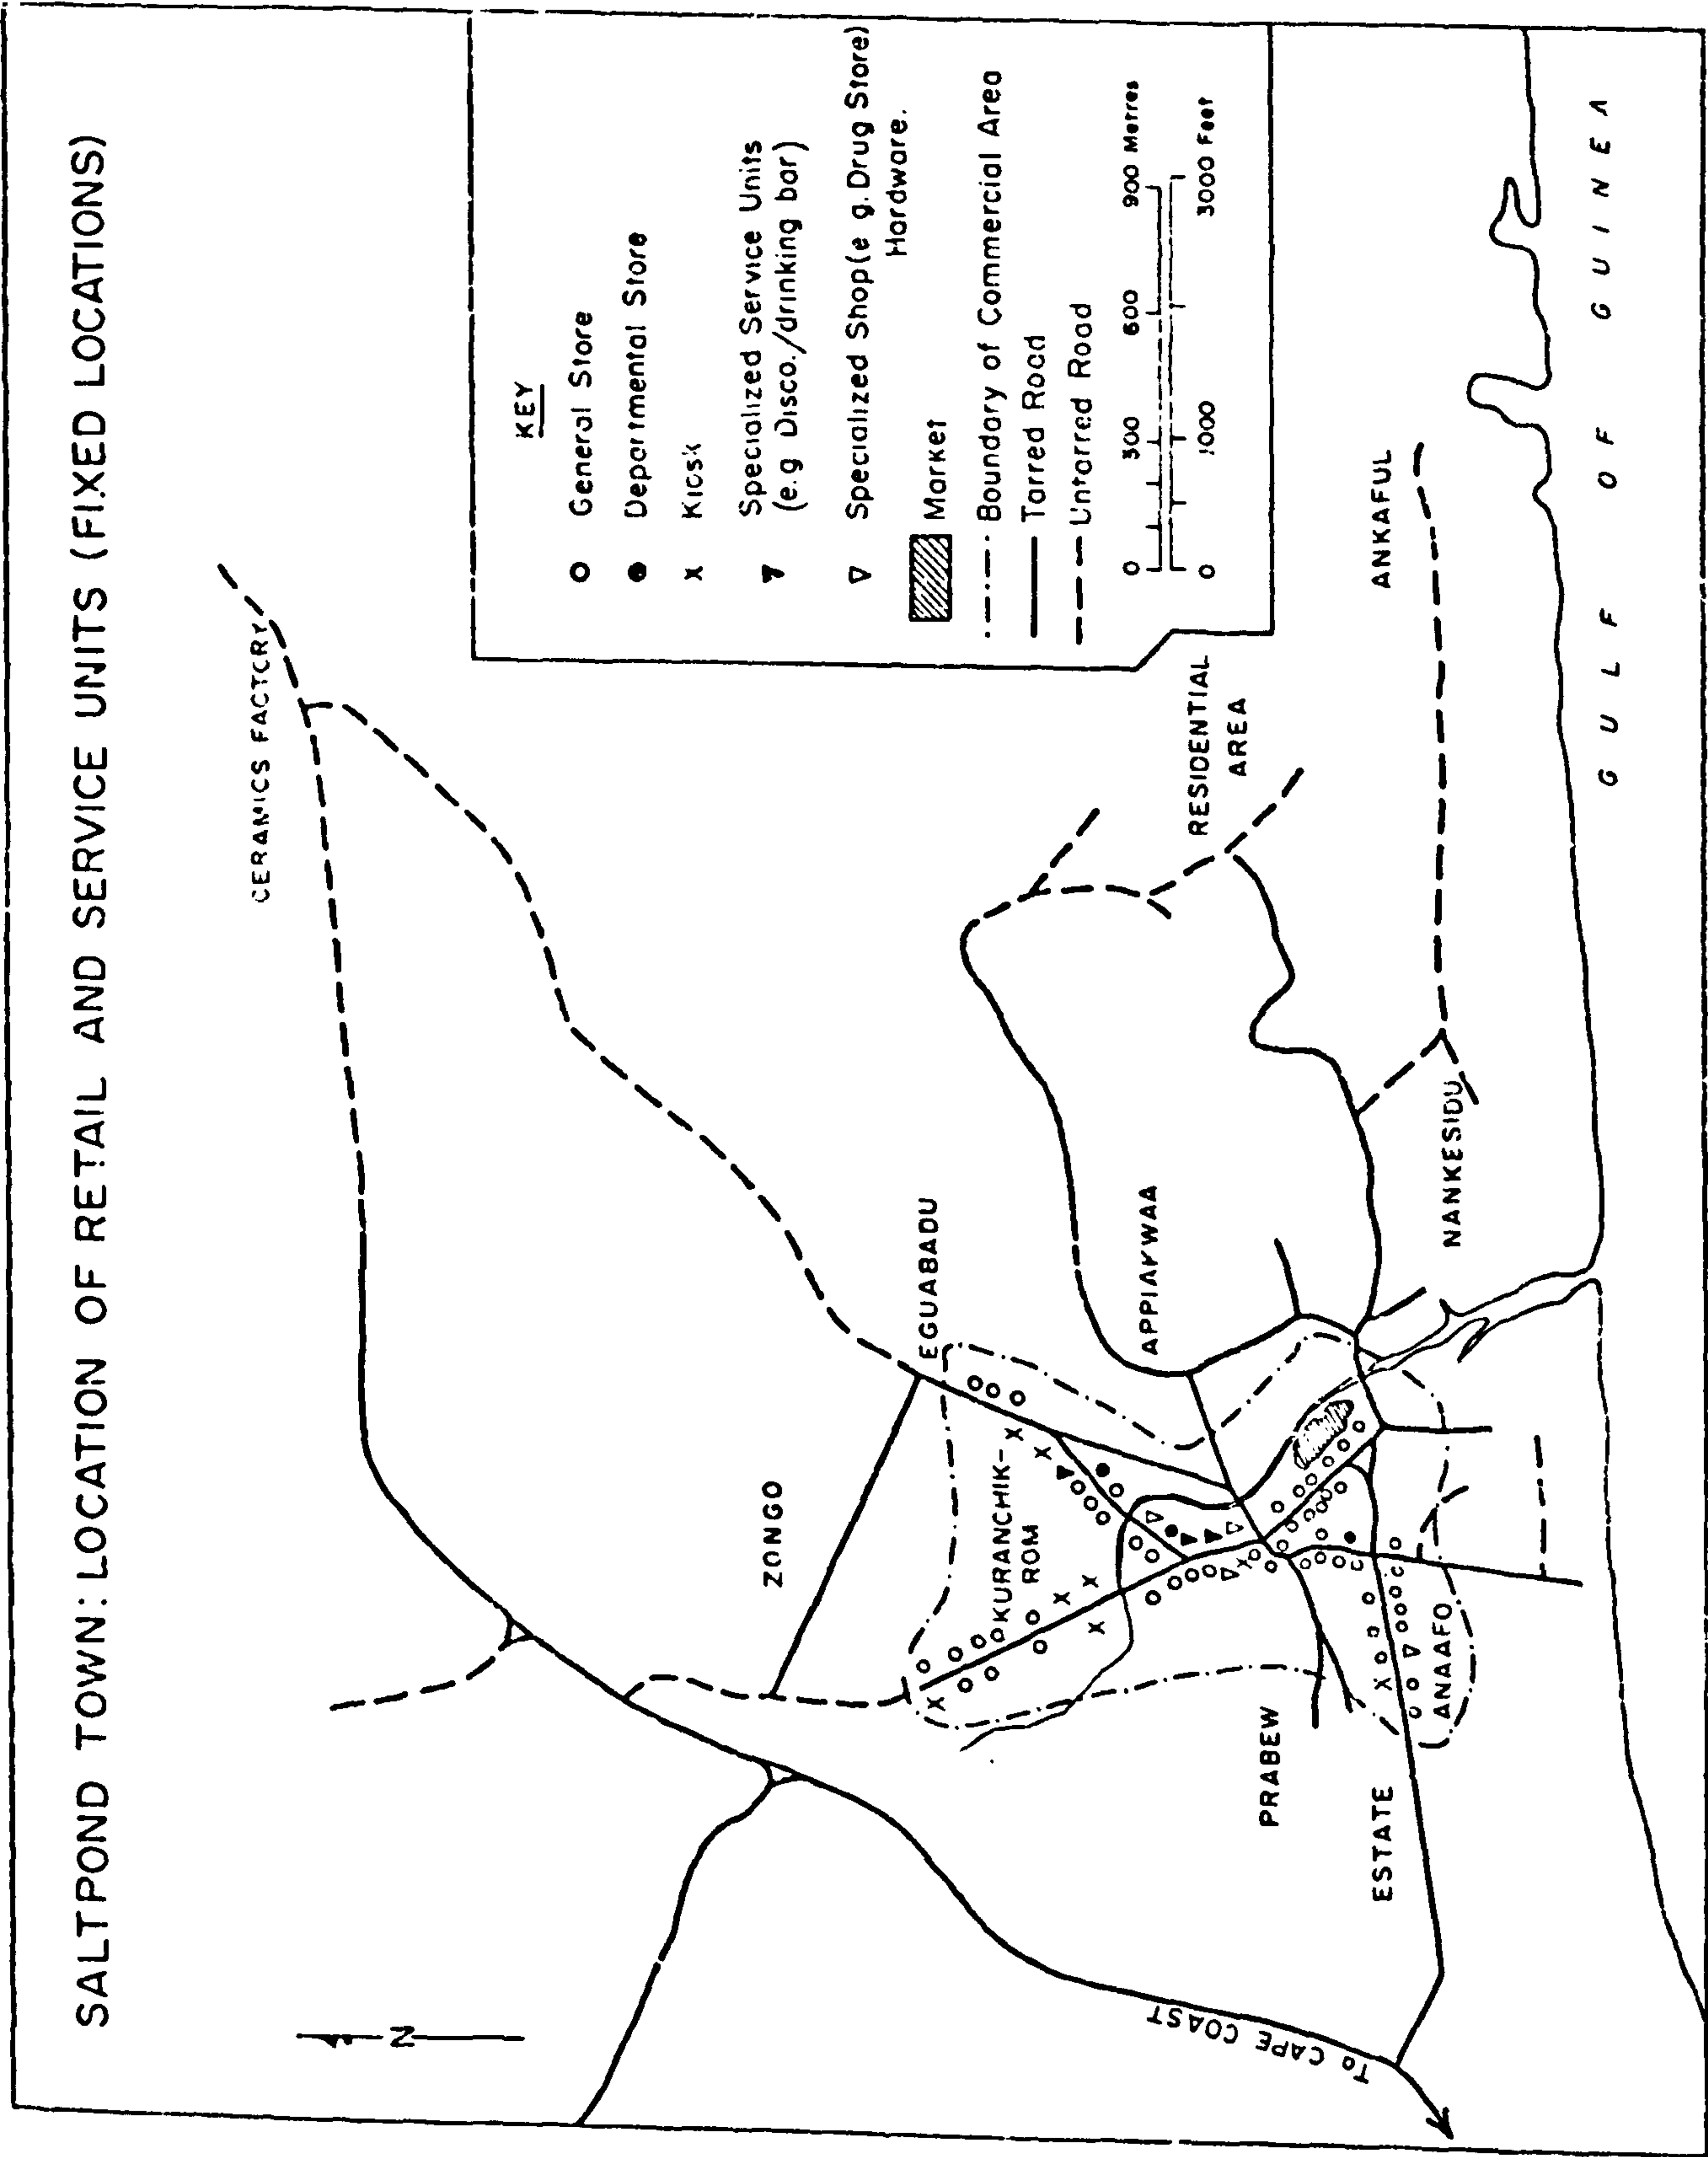 SALTPOND TOWN: LOCATION OF RETAIL AND SERVICE UNITS (FIXED LOCATIONS)
N
CERAMICS FACTORY
KEY
General Store
Departmental Store
Kiosk
Specialized Service Units
(e.g Disco./drinking bar)
Specialized Shop(e g. Drug Store)
Hardware.
Market
Boundary of Commercial Area
Tarred Road
Untarred Road
0 300 600 900 Metres
0 1000 3000 Feet
ZONGO
EGUABADU
KURANCHIK-
ROM
APPIAKWAA
RESIDENTIAL
AREA
PRABEW
ESTATE
ANAAFO
NANKESIDU
ANKAFUL
To CAPE COAST
GULF OF GUINEA